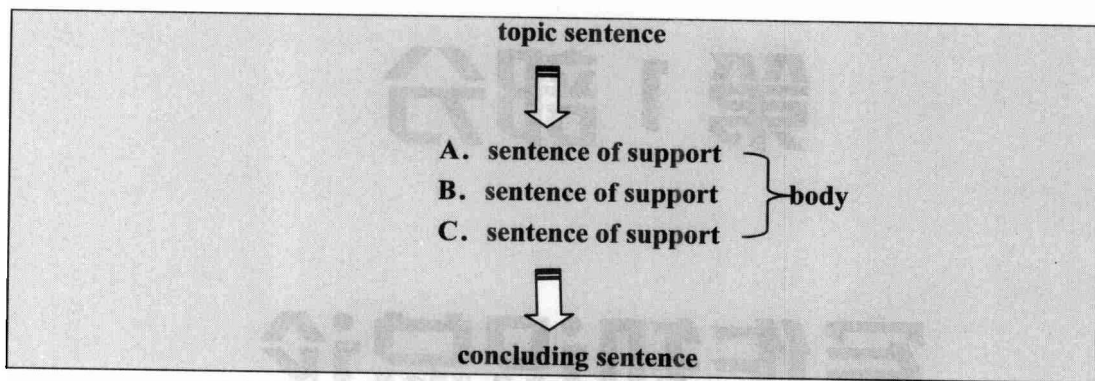 topic sentence
A. sentence of support
B. sentence of support
C. sentence of support
body
concluding sentence